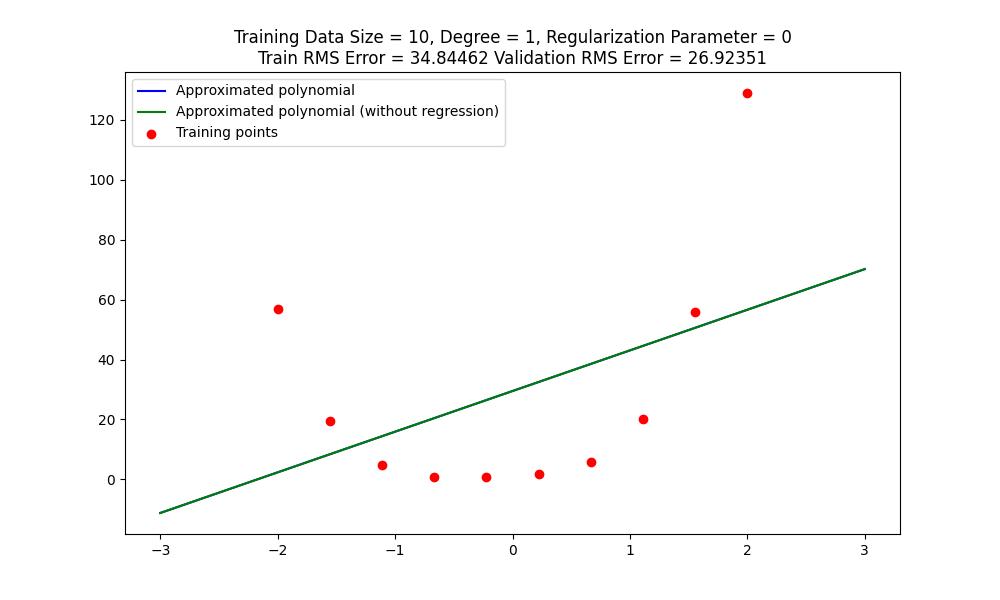 Training Data Size = 10, Degree = 1, Regularization Parameter = 0
Train RMS Error = 34.84462 Validation RMS Error = 26.92351
Approximated polynomial
Approximated polynomial (without regression)
Training points
120
100
80
60
40
20
0
−3
−2
−1
0
1
2
3